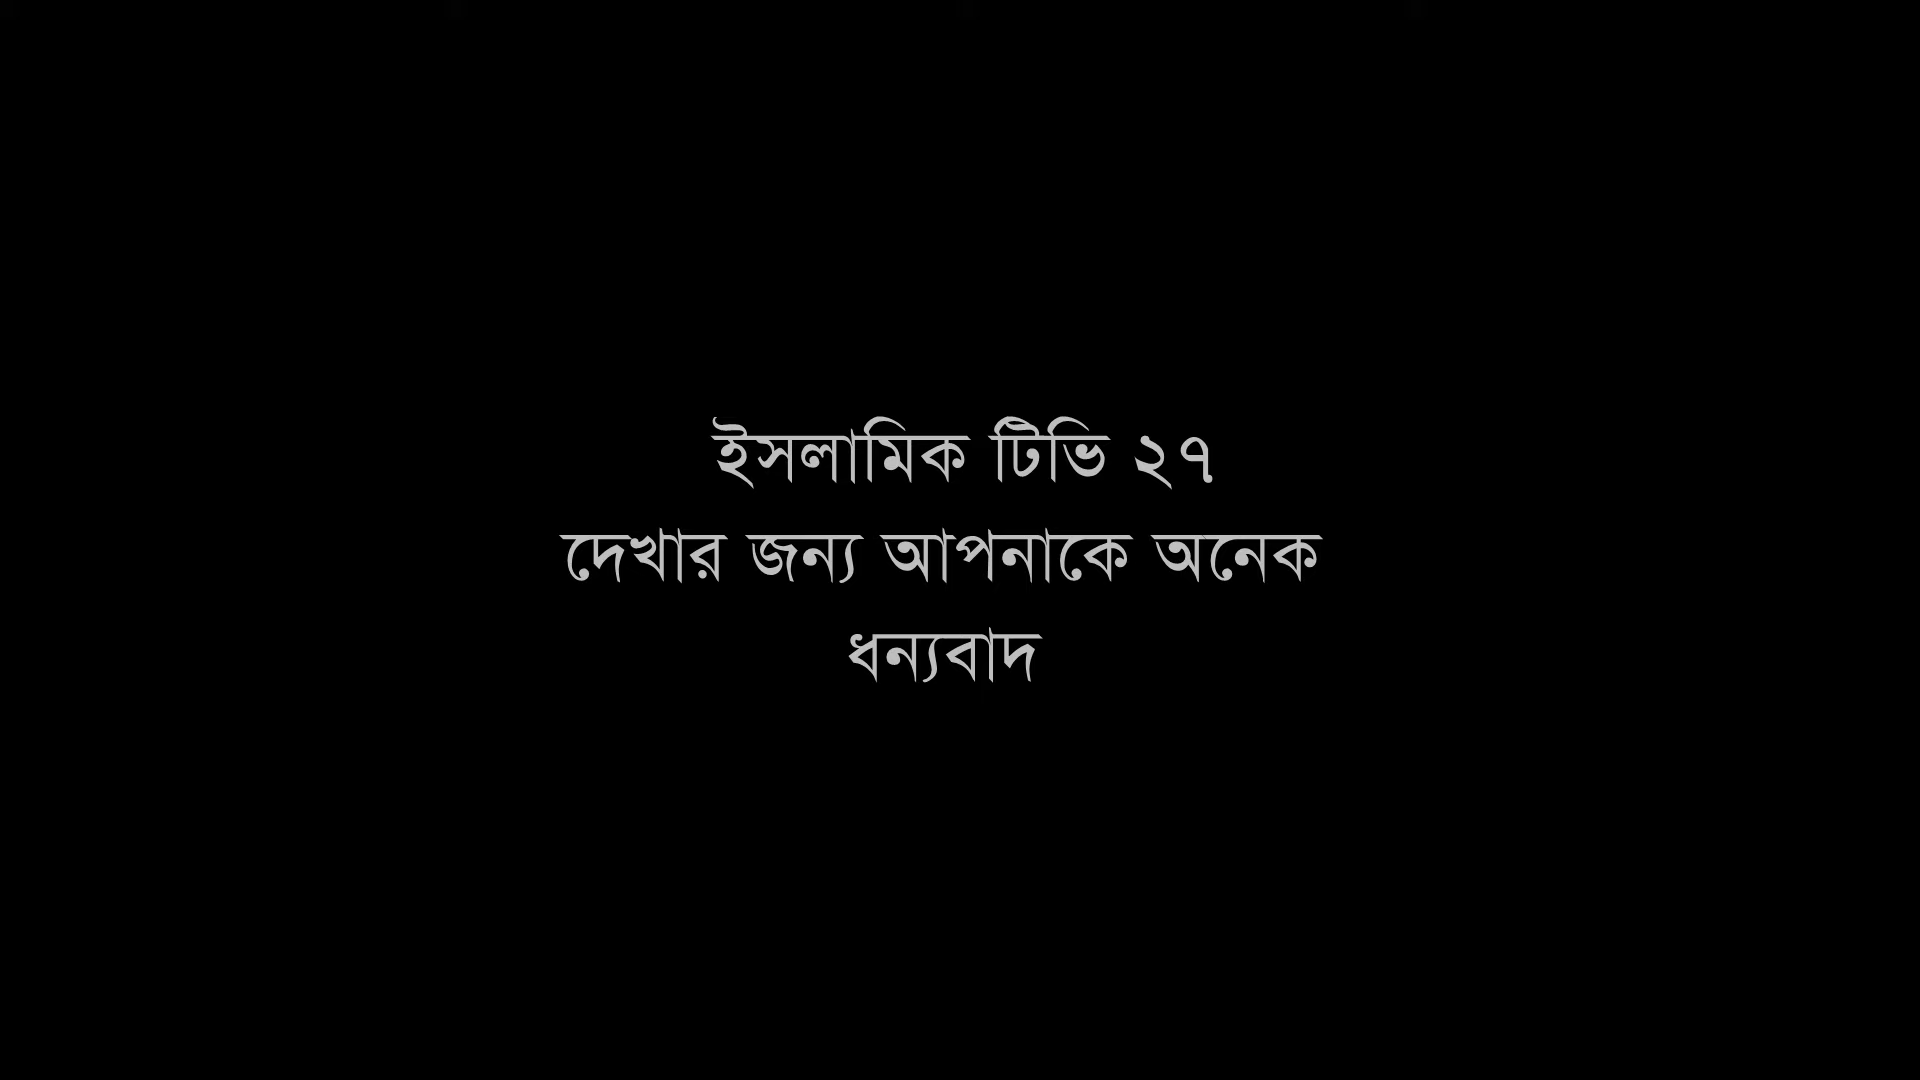 ইসলামিক টিভি ২৭
দেখার জন্য আপনাকে অনেক
ধন্যবাদ